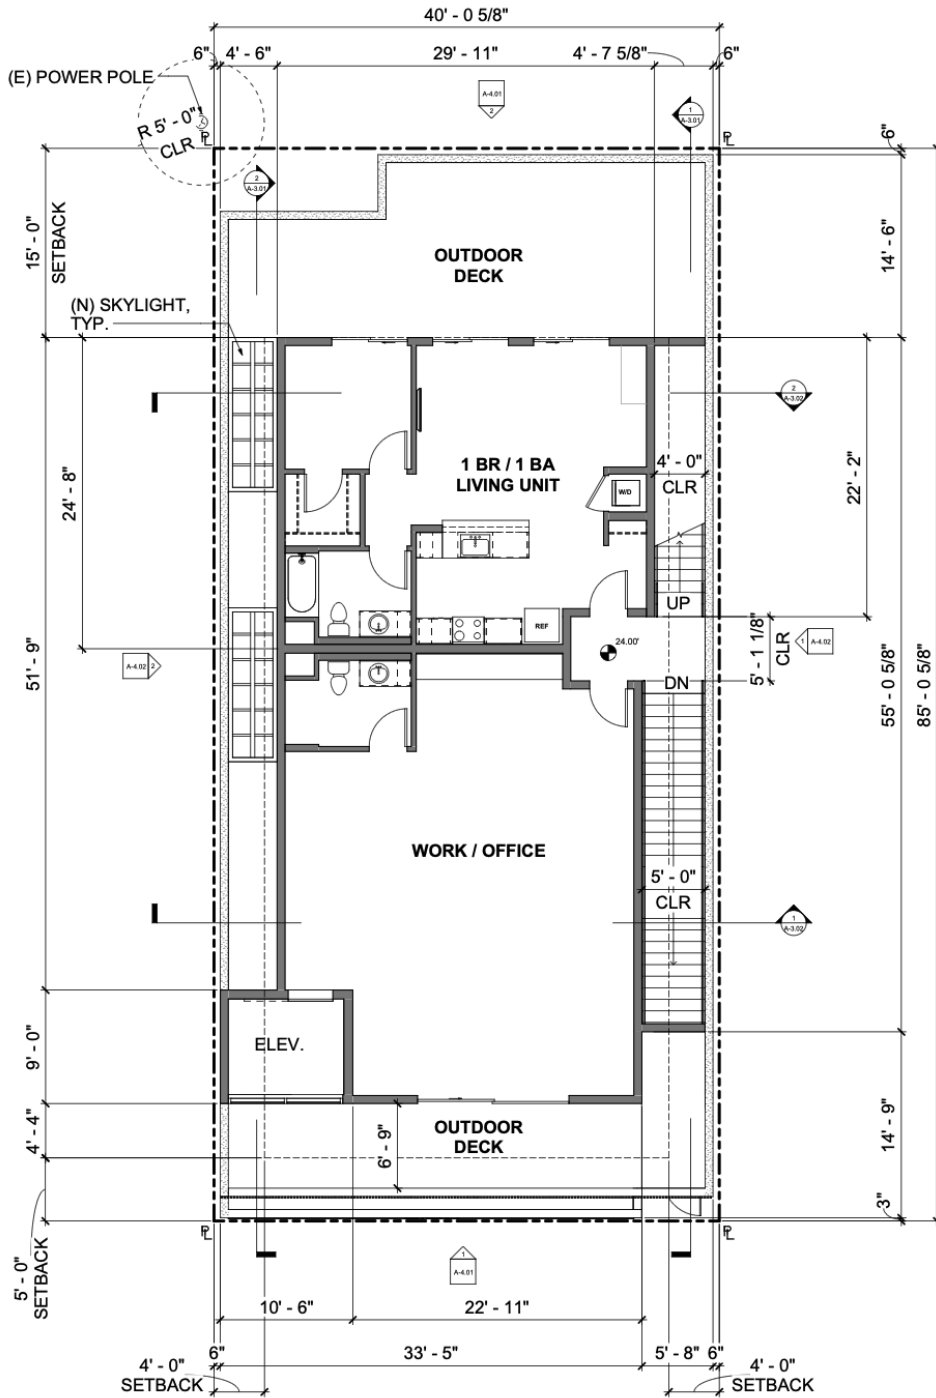 40' - 0 5/8"
6"
4' - 6"
29' - 11"
4' - 7 5/8"
6"
(E) POWER POLE
A-4.01
2
1
A-3.01
R 5' - 0"
CLR
PL
PL
6"
2
A-3.01
15' - 0"
SETBACK
14' - 6"
OUTDOOR
DECK
(N) SKYLIGHT,
TYP.
2
A-3.02
24' - 8"
1 BR / 1 BA
LIVING UNIT
W/D
4' - 0"
CLR
22' - 2"
UP
REF
24.00'
5' - 1 1/8"
CLR
1
A-4.02
A-4.02
2
51' - 9"
DN
55' - 0 5/8"
85' - 0 5/8"
WORK / OFFICE
5' - 0"
CLR
1
A-3.02
ELEV.
9' - 0"
OUTDOOR
DECK
6' - 9"
4' - 4"
14' - 9"
3"
PL
PL
5' - 0"
SETBACK
1
A-4.01
10' - 6"
22' - 11"
6"
33' - 5"
5' - 8"
6"
4' - 0"
SETBACK
4' - 0"
SETBACK